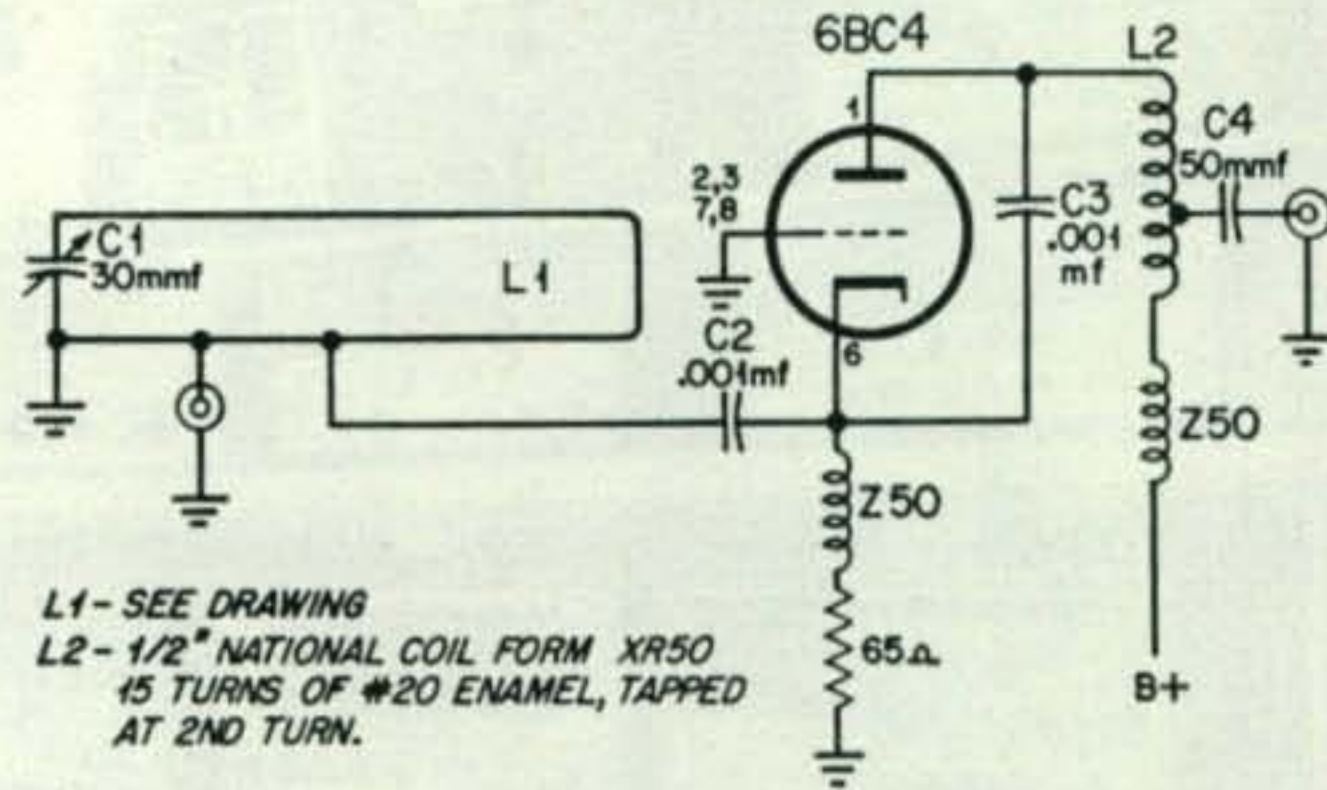 6BC4
L2
1
C4
50mmf
2,3
7,8
C1
30mmf
L1
C3
.001
mf
C2
.001mf
6
Z50
Z50
65Ω
B+
L1- SEE DRAWING
L2- 1/2" NATIONAL COIL FORM XR50
15 TURNS OF #20 ENAMEL, TAPPED
AT 2ND TURN.